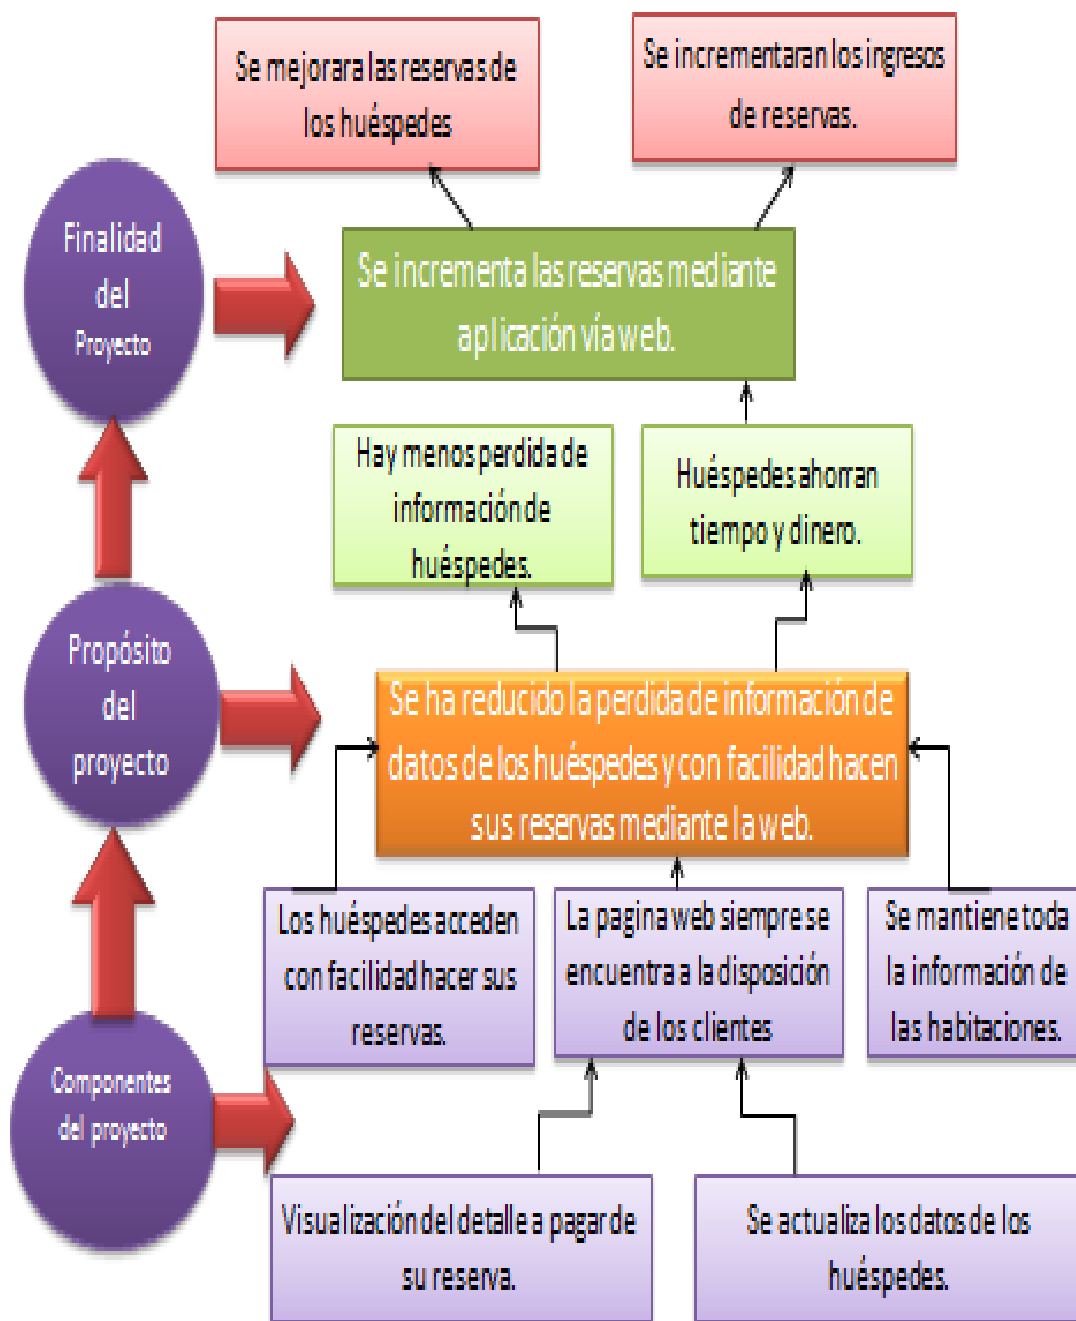 Se mejorara las reservas de
los huéspedes
Se incrementaran los ingresos
de reservas.
Finalidad
del
Proyecto
Se incrementa las reservas mediante
aplicación vía web.
Hay menos perdida de
información de
huéspedes.
Huéspedes ahorran
tiempo y dinero.
Propósito
del
proyecto
Se ha reducido la perdida de información de
datos de los huéspedes y con facilidad hacen
sus reservas mediante la web.
Los huéspedes acceden
con facilidad hacer sus
reservas.
La pagina web siempre se
encuentra a la disposición
de los clientes
Se mantiene toda
la información de
las habitaciones.
Componentes
del proyecto
Visualización del detalle a pagar de
su reserva.
Se actualiza los datos de los
huéspedes.